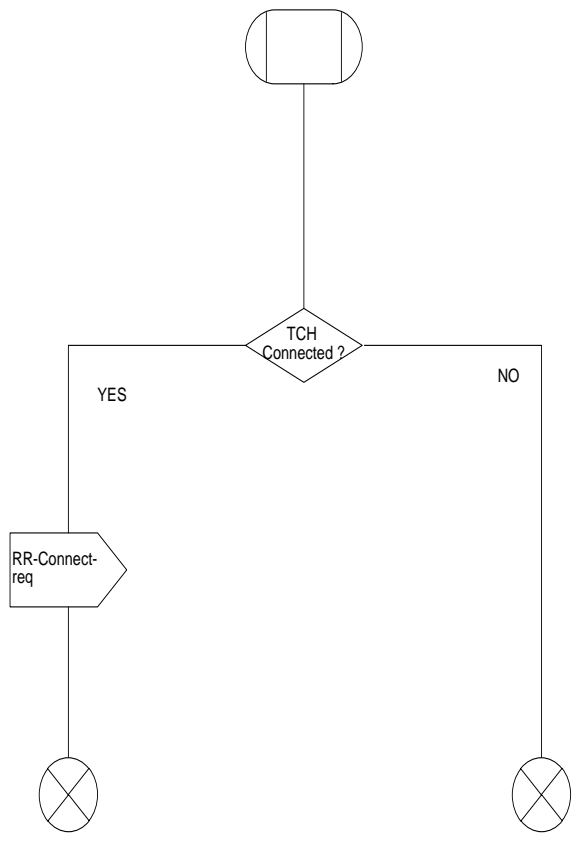 TCH
Connected ?
NO
YES
RR-Connect-
req